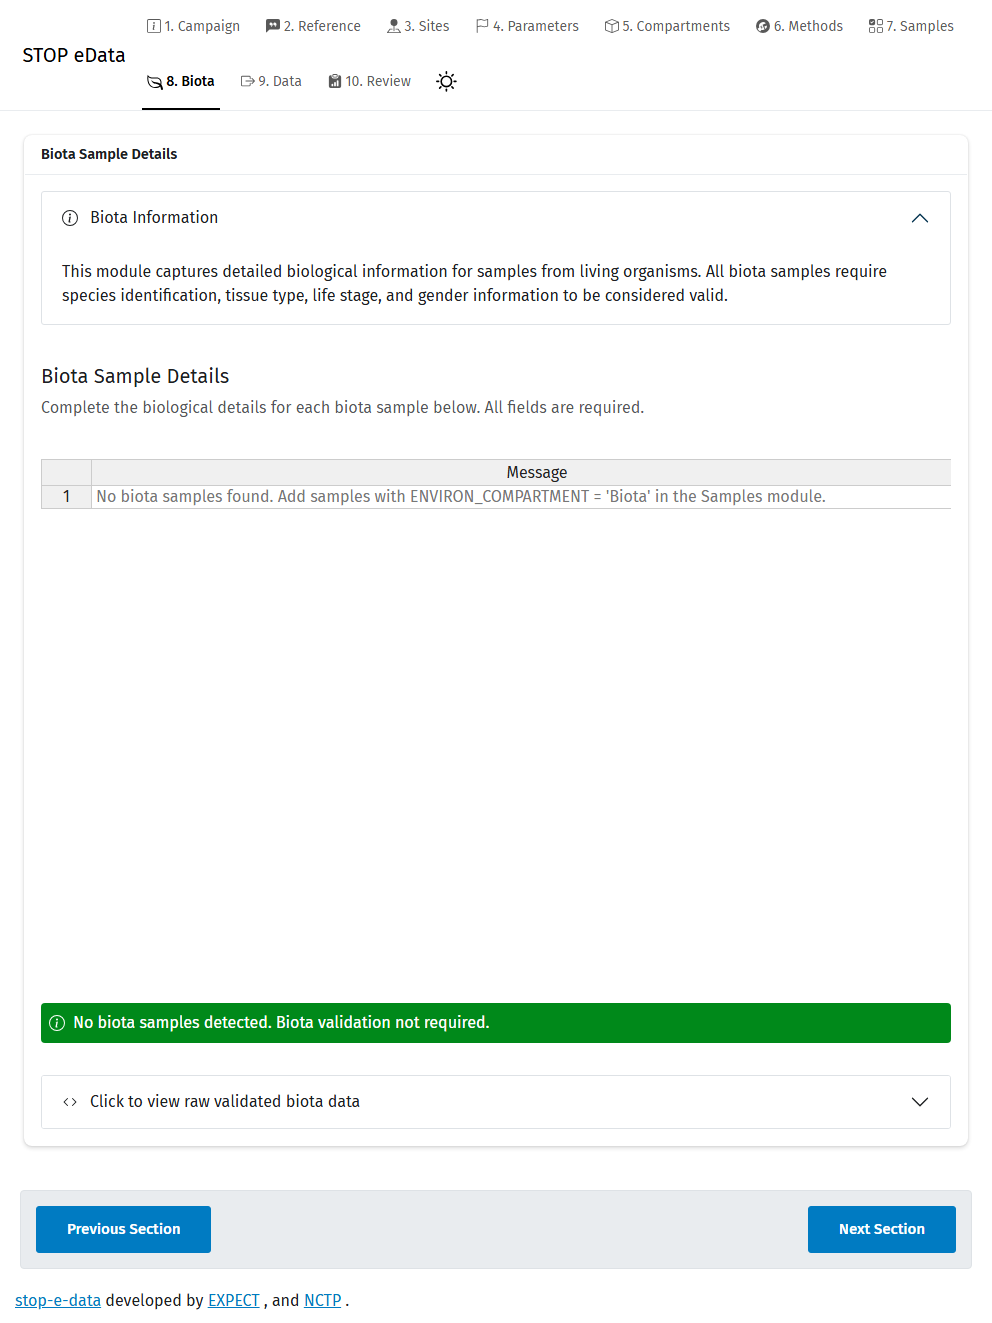 STOP eData
1. Campaign
2. Reference
3. Sites
4. Parameters
5. Compartments
6. Methods
7. Samples
8. Biota
9. Data
10. Review
Biota Sample Details
Biota Information
This module captures detailed biological information for samples from living organisms. All biota samples require
species identification, tissue type, life stage, and gender information to be considered valid.
Biota Sample Details
Complete the biological details for each biota sample below. All fields are required.
Message
1 No biota samples found. Add samples with ENVIRON_COMPARTMENT = 'Biota' in the Samples module.
No biota samples detected. Biota validation not required.
Click to view raw validated biota data
Previous Section
Next Section
stop-e-data developed by EXPECT , and NCTP .